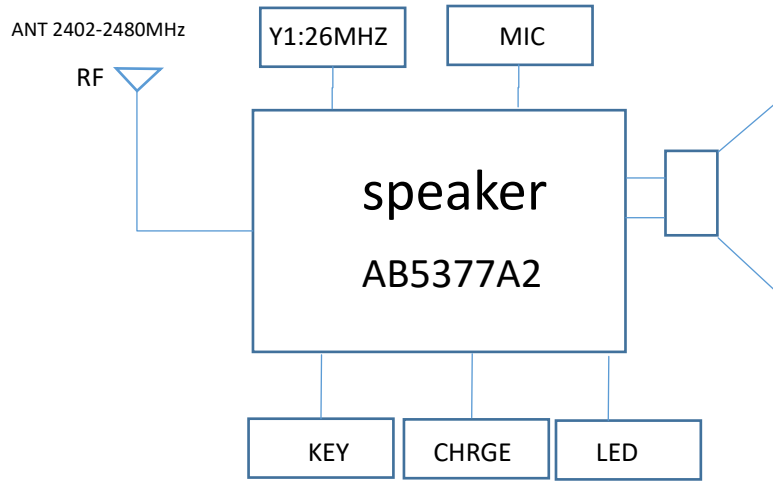 ANT 2402-2480MHz
RF
Y1:26MHZ
MIC
speaker
AB5377A2
KEY
CHRGE
LED